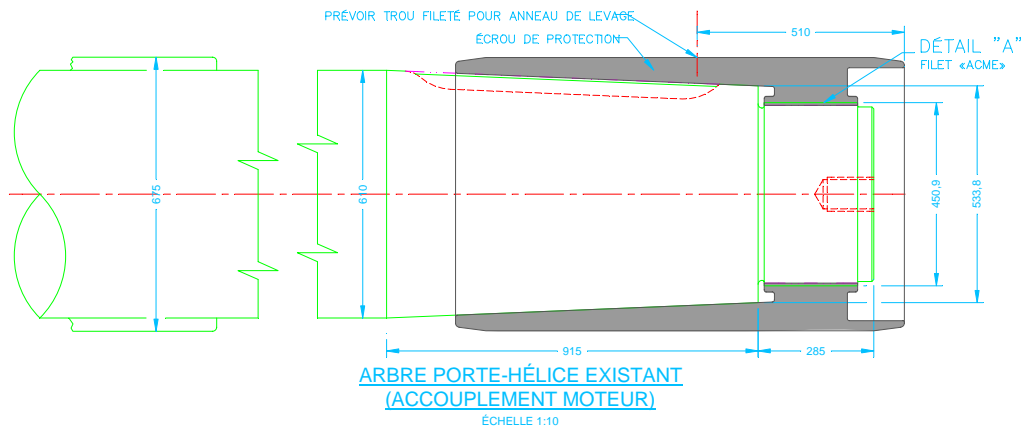 PRÉVOIR TROU FILETÉ POUR ANNEAU DE LEVAGE
510
ÉCROU DE PROTECTION
DÉTAIL "A"
FILET «ACME»
675
610
450,9
533,8
915
285
ARBRE PORTE-HÉLICE EXISTANT
(ACCOUPLEMENT MOTEUR)
ÉCHELLE 1:10